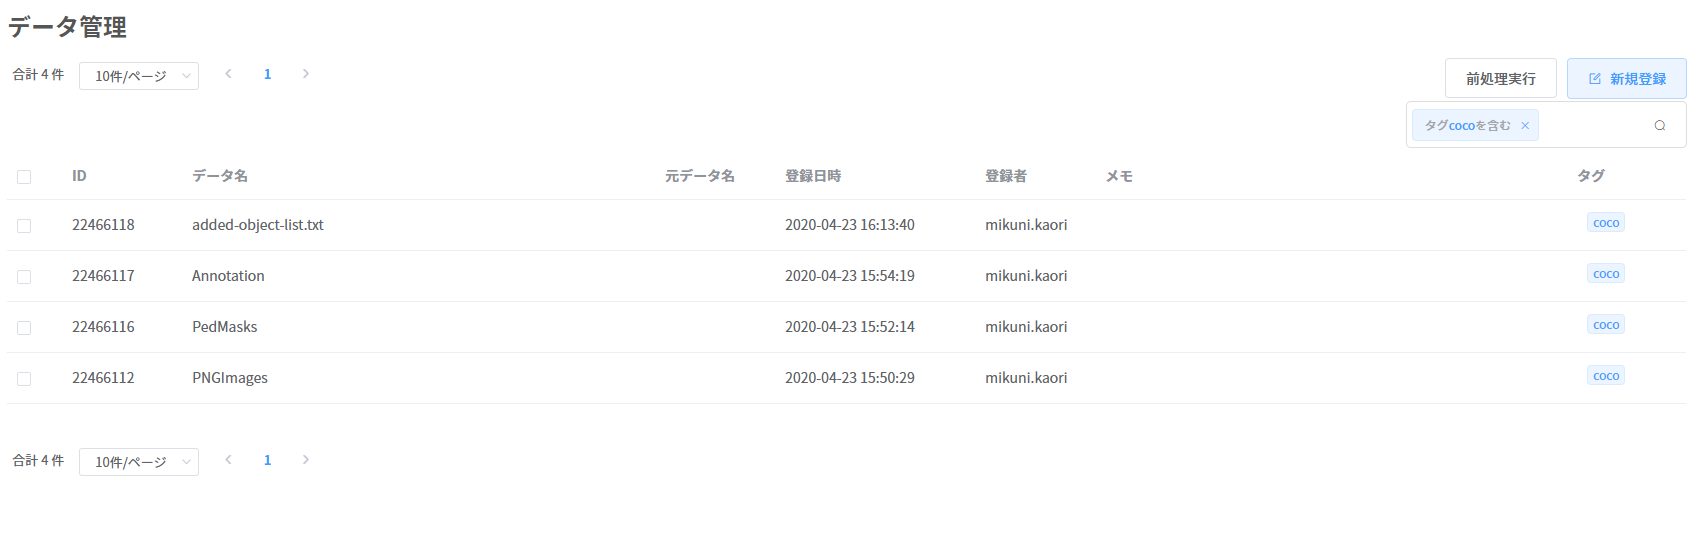 データ管理
合計 4 件 10件/ページ 1 前処理実行 新規登録
タグcocoを含む
ID データ名 元データ名 登録日時 登録者 メモ タグ
22466118 added-object-list.txt 2020-04-23 16:13:40 mikuni.kaori coco
22466117 Annotation 2020-04-23 15:54:19 mikuni.kaori coco
22466116 PedMasks 2020-04-23 15:52:14 mikuni.kaori coco
22466112 PNGImages 2020-04-23 15:50:29 mikuni.kaori coco
合計 4 件 10件/ページ 1